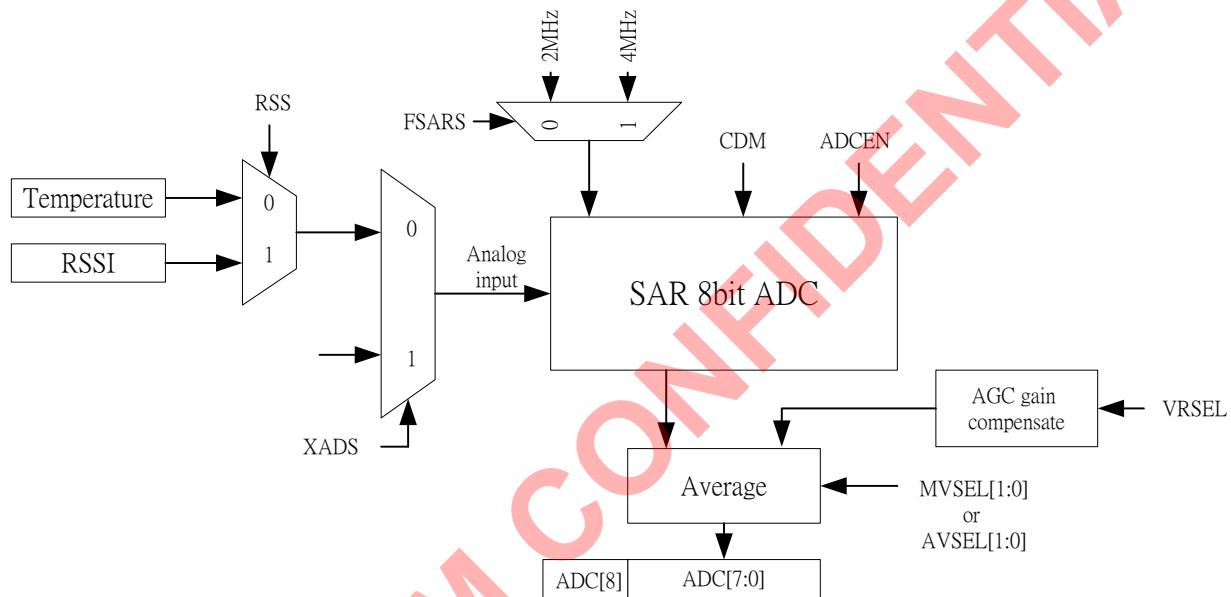 2MHz
4MHz
RSS
FSARS
0
1
CDM
ADCEN
Temperature
0
RSSI
1
0
Analog
input
SAR 8bit ADC
1
AGC gain
compensate
VRSEL
XADS
Average
MVSEL[1:0]
or
AVSEL[1:0]
ADC[8]
ADC[7:0]
M CONFIDENTIA